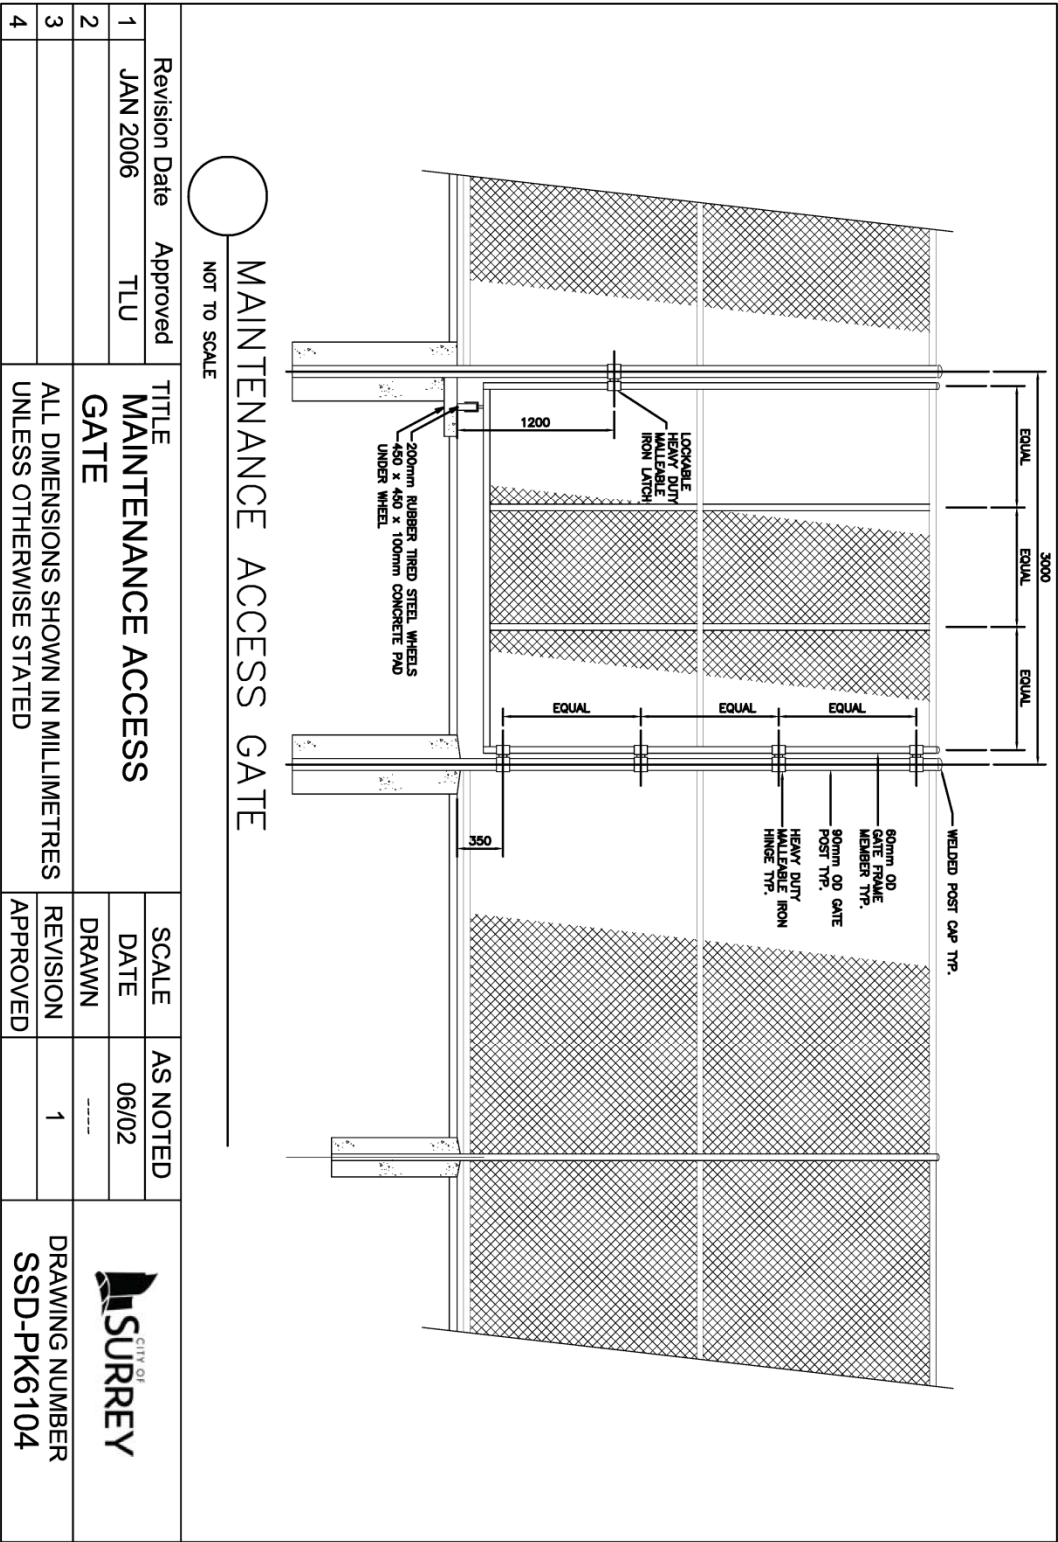 3000
EQUAL
EQUAL
EQUAL
WELDED POST CAP TYP.
60mm OD
GATE FRAME
MEMBER TYP.
90mm OD GATE
POST TYP.
HEAVY DUTY
MALLEABLE IRON
HINGE TYP.
EQUAL
EQUAL
EQUAL
LOCKABLE
HEAVY DUTY
MALLEABLE
IRON LATCH
1200
350
200mm RUBBER TIRED STEEL WHEELS
450 x 450 x 100mm CONCRETE PAD
UNDER WHEEL
MAINTENANCE ACCESS GATE
NOT TO SCALE
Revision Date Approved
1 JAN 2006 TLU
2
3
4
TITLE
MAINTENANCE ACCESS
GATE
ALL DIMENSIONS SHOWN IN MILLIMETRES
UNLESS OTHERWISE STATED
SCALE AS NOTED
DATE 06/02
DRAWN ----
REVISION 1
APPROVED
CITY OF
SURREY
DRAWING NUMBER
SSD-PK6104